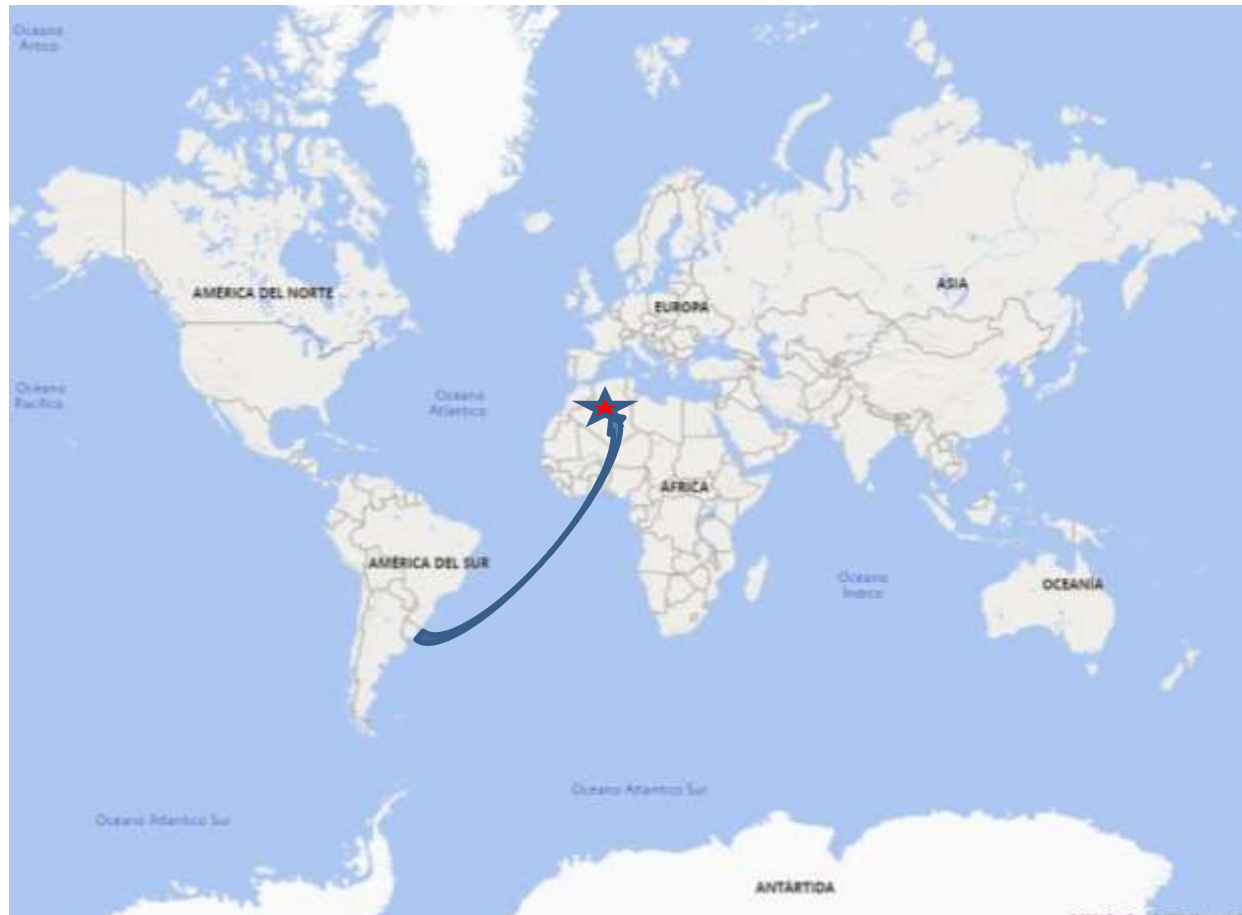 Océano
Ártico
AMÉRICA DEL NORTE
ASIA
EUROPA
Océano
Pacífico
Océano
Atlántico
ÁFRICA
AMÉRICA DEL SUR
Océano
Índico
OCEANÍA
Océano Atlántico Sur
Océano Atlántico Sur
ANTÁRTIDA